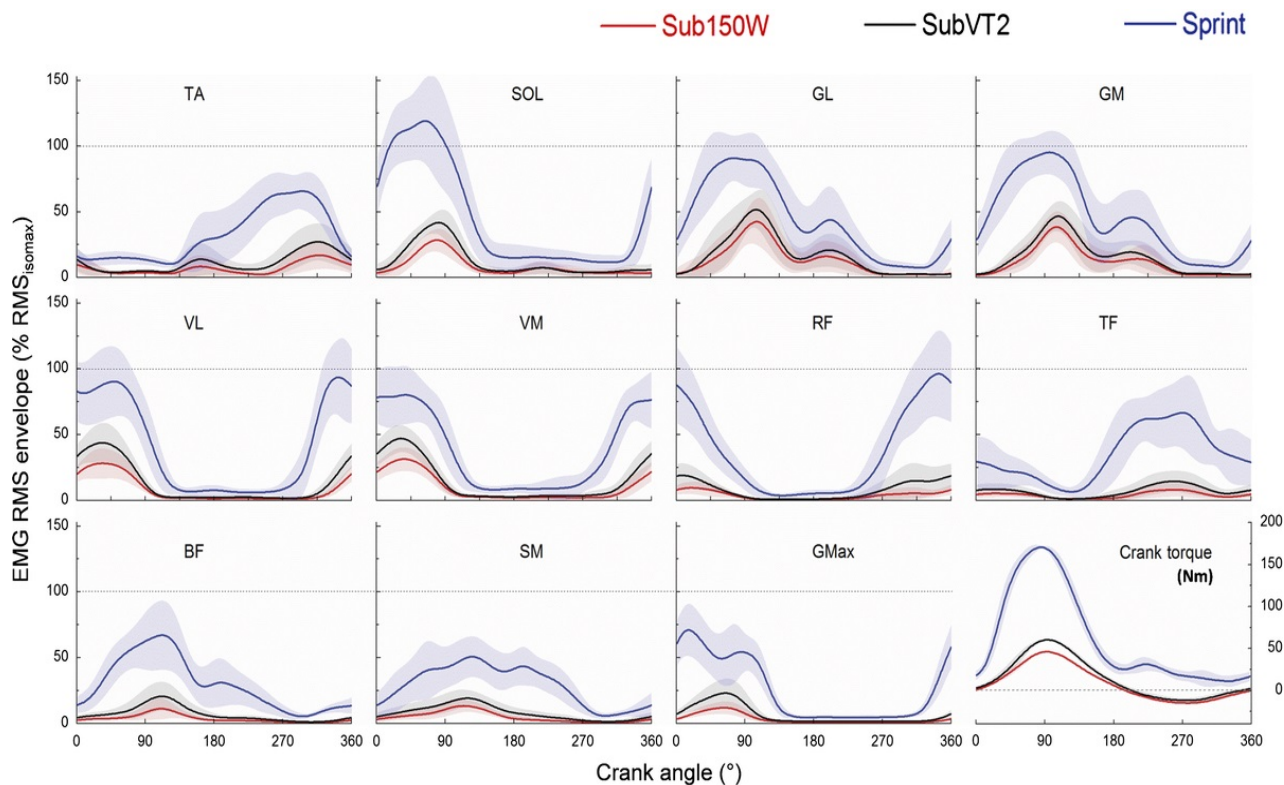 Sub150W SubVT2 Sprint
EMG RMS envelope (% RMSisomax)
150 TA SOL GL GM
100
50
0
150
VL VM RF TF
100
50
0
150
BF SM GMax Crank torque
(Nm)
100
50
0
200
150
100
50
0
0 90 180 270 360 0 90 180 270 360 0 90 180 270 360 0 90 180 270 360
Crank angle (°)